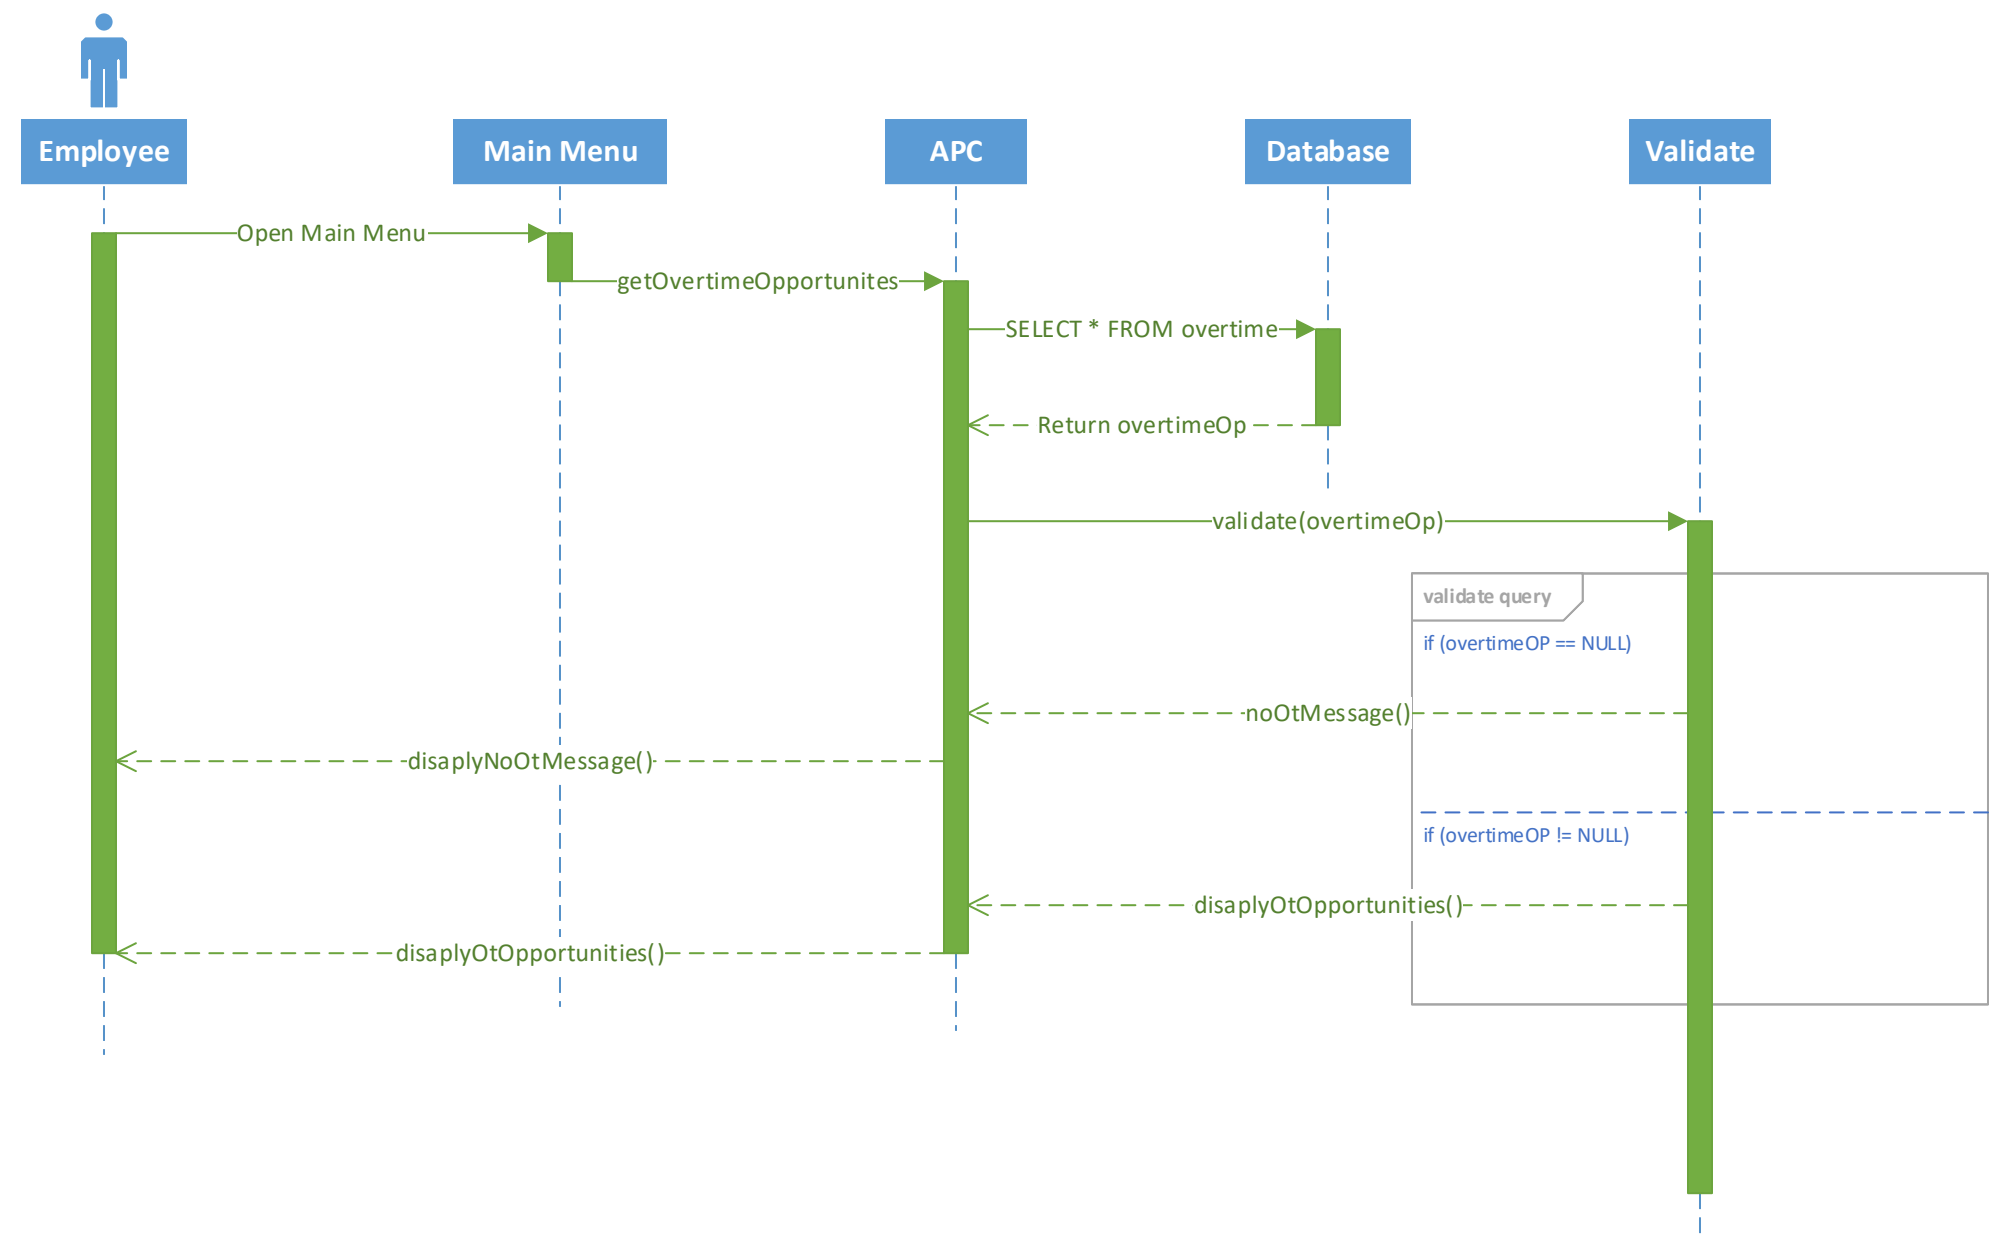 Employee
Main Menu
APC
Database
Validate
Open Main Menu
getOvertimeOpportunites
SELECT * FROM overtime
Return overtimeOp
validate(overtimeOp)
validate query
if (overtimeOP == NULL)
noOtMessage()
disaplyNoOtMessage()
if (overtimeOP != NULL)
disaplyOtOpportunities()
disaplyOtOpportunities()